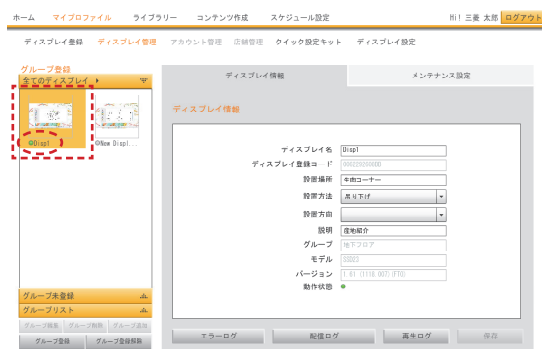 ホーム マイプロファイル ライブラリー コンテンツ作成 スケジュール設定 Hi! 三菱 太郎 ログアウト
ディスプレイ登録 ディスプレイ管理 アカウント管理 店舗管理 クイック設定キット ディスプレイ設定
グループ登録
全てのディスプレイ
Disp1 New Displ...
ディスプレイ情報 メンテナンス設定
ディスプレイ情報
ディスプレイ名 Disp1
ディスプレイ登録コード
設置場所 牛肉コーナー
設置方法 吊り下げ
設置方向
説明 産地紹介
グループ 地下フロア
モデル
バージョン 1.61 (1118.007)(FTU)
動作状態
グループ未登録
グループリスト
グループ編集 グループ削除 グループ追加
グループ登録 グループ登録解除
エラーログ 配信ログ 再生ログ 保存